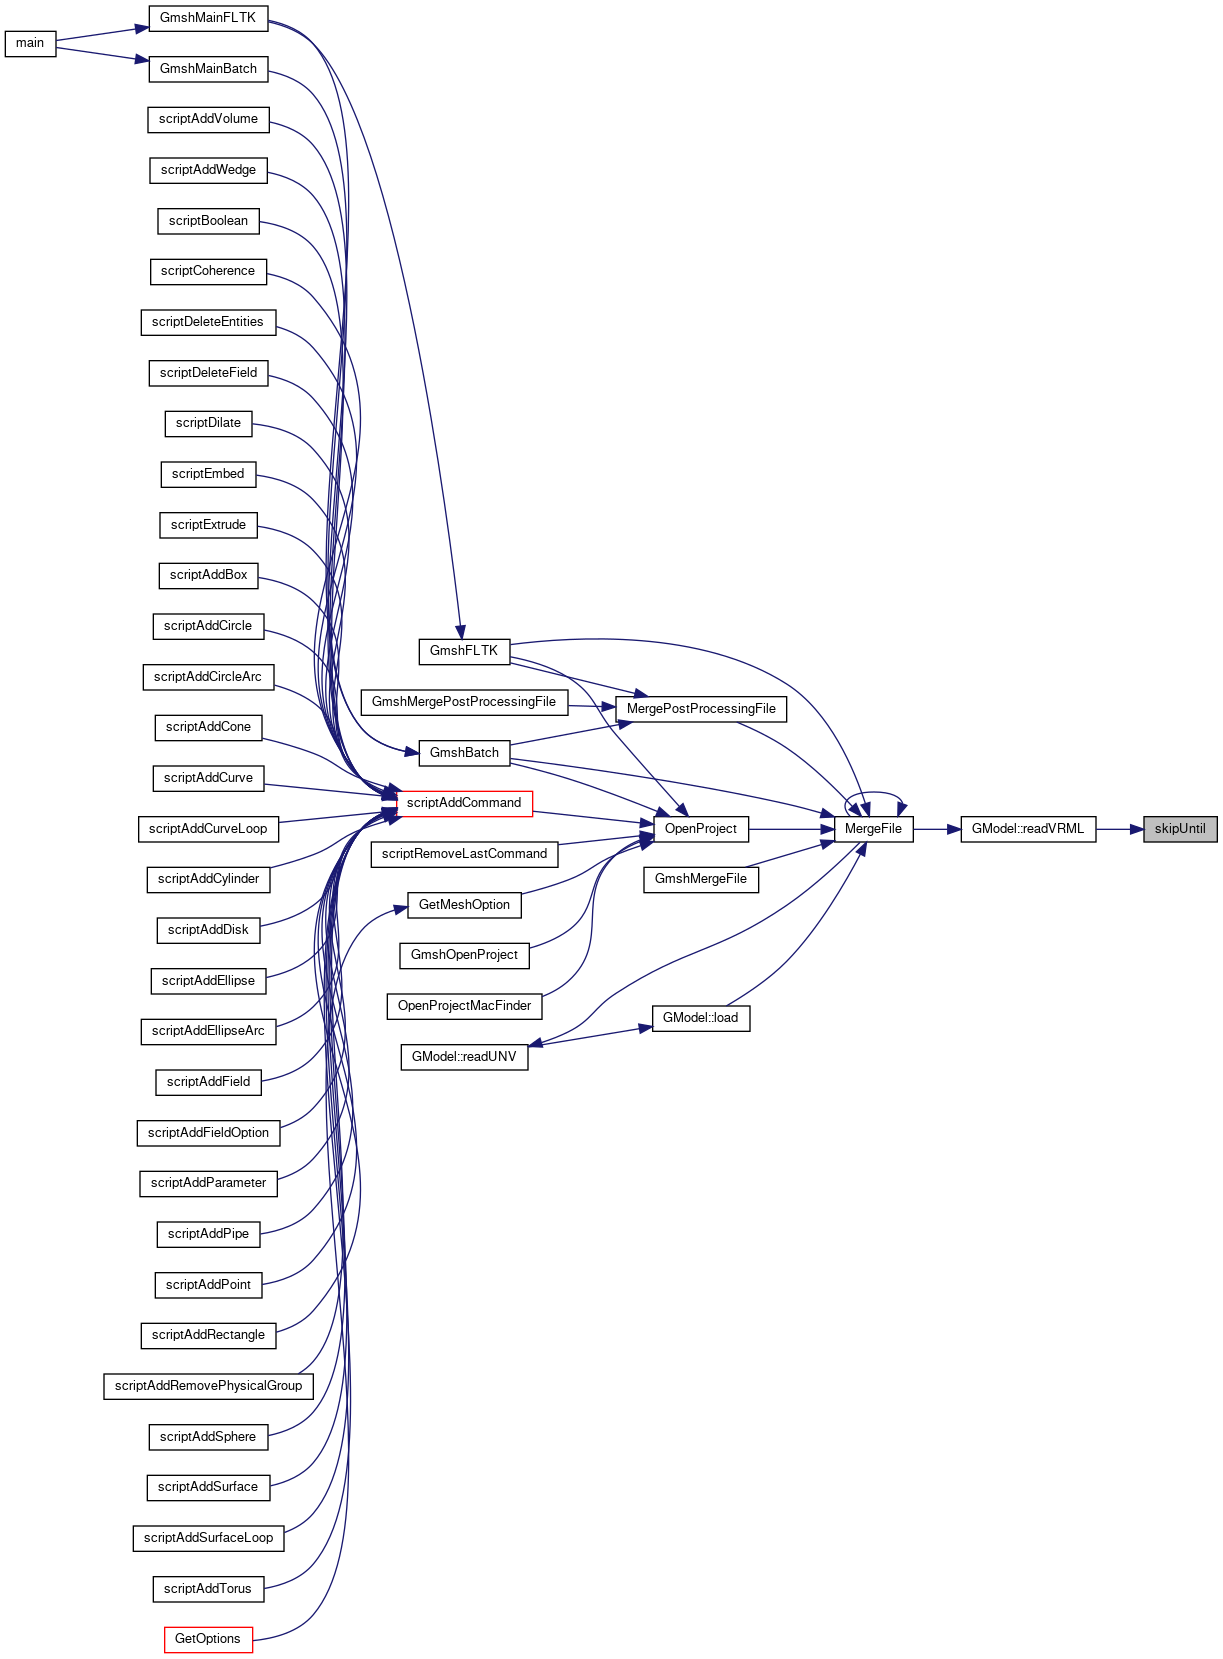 main
GmshMainFLTK
GmshMainBatch
scriptAddVolume
scriptAddWedge
scriptBoolean
scriptCoherence
scriptDeleteEntities
scriptDeleteField
scriptDilate
scriptEmbed
scriptExtrude
scriptAddBox
scriptAddCircle
scriptAddCircleArc
scriptAddCone
scriptAddCurve
scriptAddCurveLoop
scriptAddCylinder
scriptAddDisk
scriptAddEllipse
scriptAddEllipseArc
scriptAddField
scriptAddFieldOption
scriptAddParameter
scriptAddPipe
scriptAddPoint
scriptAddRectangle
scriptAddRemovePhysicalGroup
scriptAddSphere
scriptAddSurface
scriptAddSurfaceLoop
scriptAddTorus
GetOptions
GmshFLTK
GmshMergePostProcessingFile
GmshBatch
scriptAddCommand
scriptRemoveLastCommand
GetMeshOption
GmshOpenProject
OpenProjectMacFinder
GModel::readUNV
MergePostProcessingFile
OpenProject
GmshMergeFile
GModel::load
MergeFile
GModel::readVRML
skipUntil